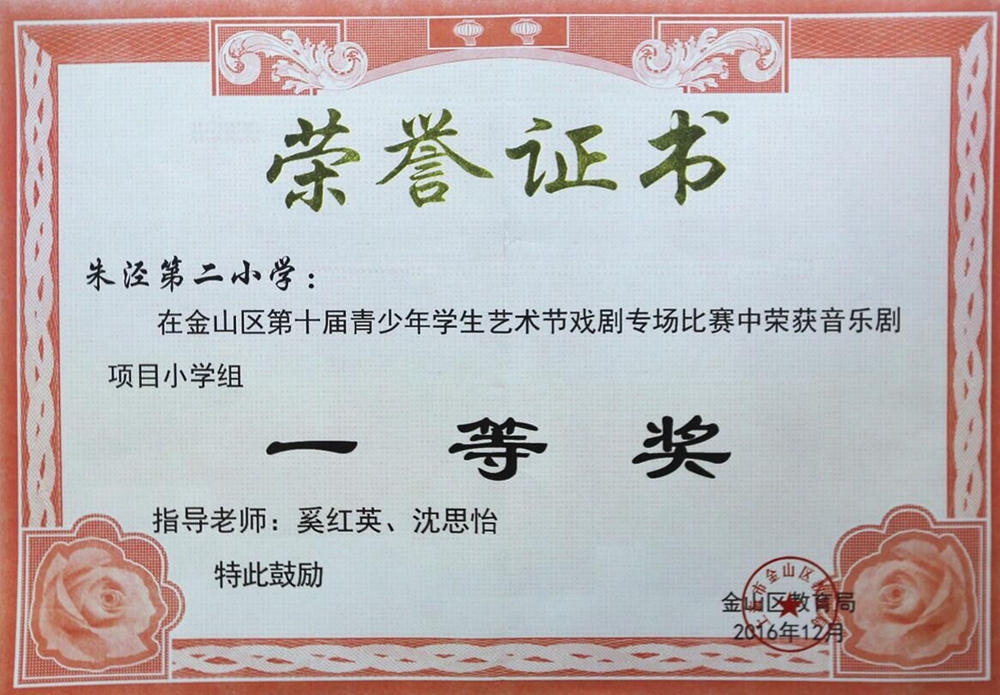 荣誉证书
朱泾第二小学：
在金山区第十届青少年学生艺术节戏剧专场比赛中荣获音乐剧
项目小学组
一等奖
指导老师：奚红英、沈思怡
特此鼓励
金山区教育局
2016年12月